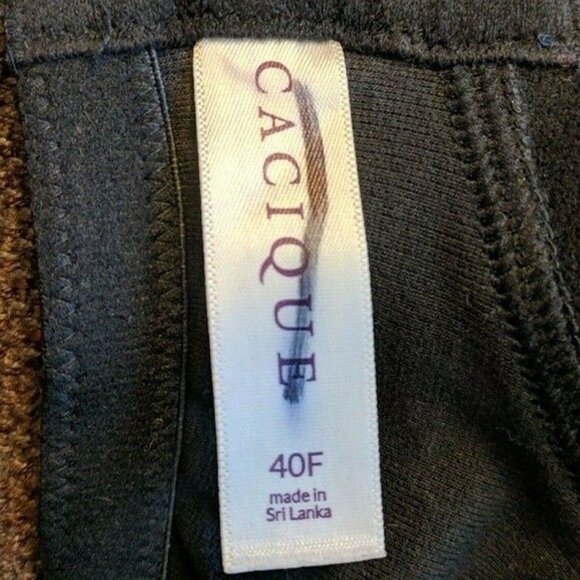 CACIQUE
40F
made in
Sri Lanka